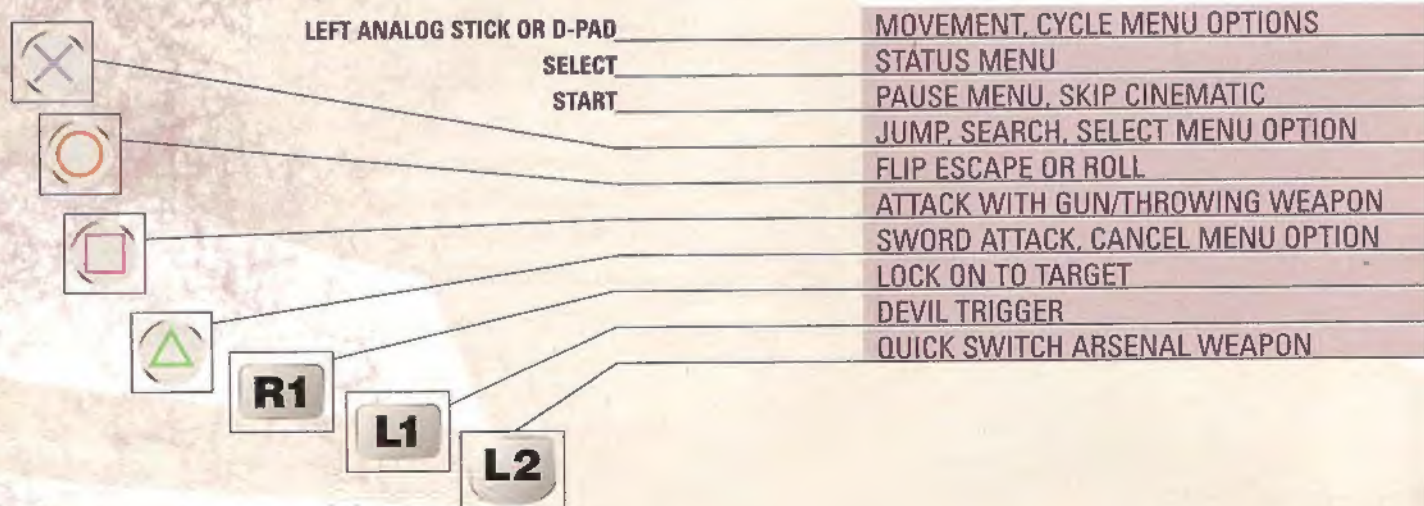 LEFT ANALOG STICK OR D-PAD MOVEMENT, CYCLE MENU OPTIONS
SELECT STATUS MENU
START PAUSE MENU, SKIP CINEMATIC
JUMP, SEARCH, SELECT MENU OPTION
FLIP ESCAPE OR ROLL
ATTACK WITH GUN/THROWING WEAPON
SWORD ATTACK, CANCEL MENU OPTION
LOCK ON TO TARGET
DEVIL TRIGGER
QUICK SWITCH ARSENAL WEAPON
R1
L1
L2